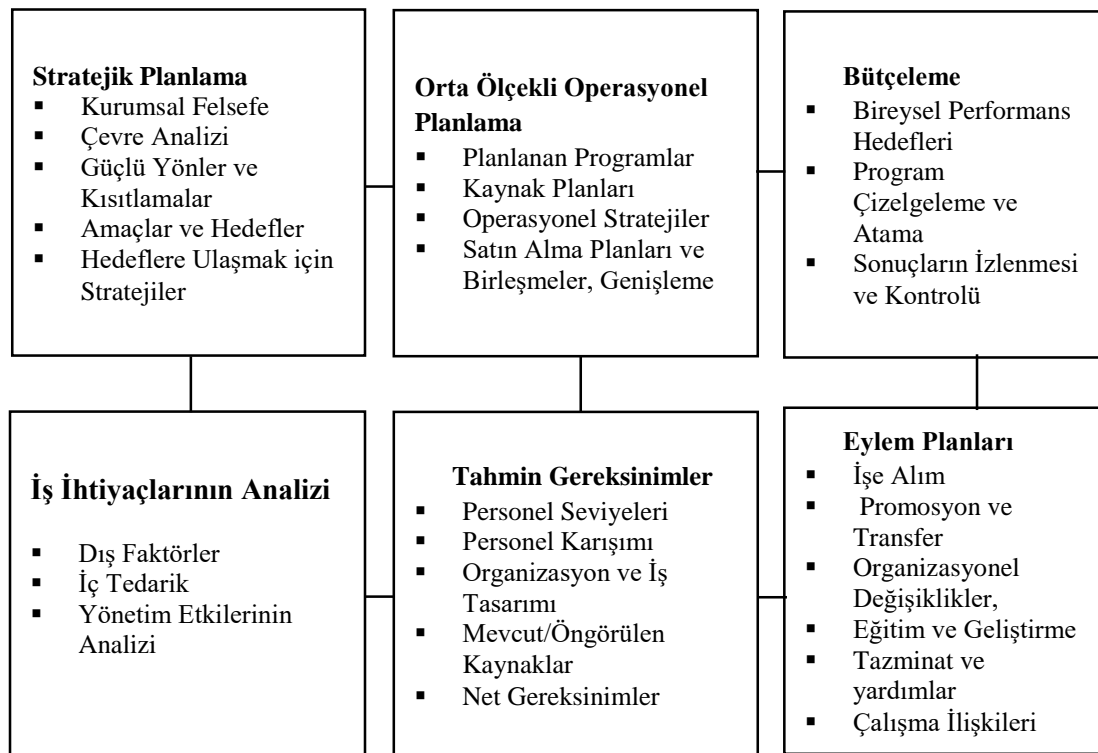 Stratejik Planlama
▪ Kurumsal Felsefe
▪ Çevre Analizi
▪ Güçlü Yönler ve
Kısıtlamalar
▪ Amaçlar ve Hedefler
▪ Hedeflere Ulaşmak için
Stratejiler
Orta Ölçekli Operasyonel
Planlama
▪ Planlanan Programlar
▪ Kaynak Planları
▪ Operasyonel Stratejiler
▪ Satın Alma Planları ve
Birleşmeler, Genişleme
Bütçeleme
▪ Bireysel Performans
Hedefleri
▪ Program
Çizelgeleme ve
Atama
▪ Sonuçların İzlenmesi
ve Kontrolü
İş İhtiyaçlarının Analizi
▪ Dış Faktörler
▪ İç Tedarik
▪ Yönetim Etkilerinin
Analizi
Tahmin Gereksinimler
▪ Personel Seviyeleri
▪ Personel Karışımı
▪ Organizasyon ve İş
Tasarımı
▪ Mevcut/Öngörülen
Kaynaklar
▪ Net Gereksinimler
Eylem Planları
▪ İşe Alım
▪ Promosyon ve
Transfer
▪ Organizasyonel
Değişiklikler,
▪ Eğitim ve Geliştirme
▪ Tazminat ve
yardımlar
▪ Çalışma İlişkileri